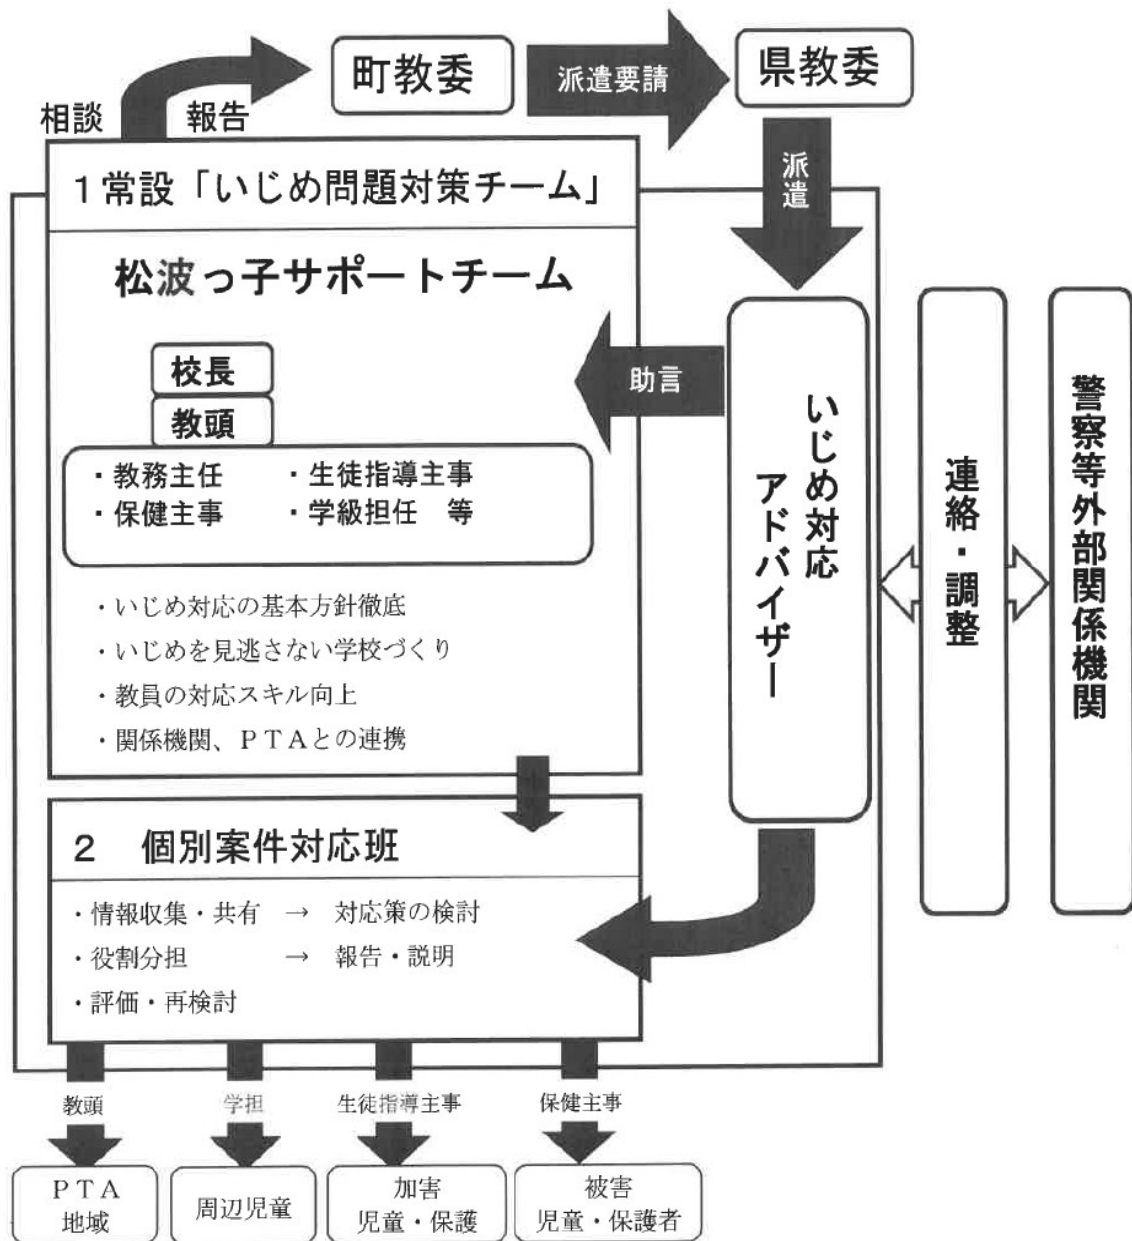 町教委
派遣要請
県教委
相談
報告
派遣
1常設「いじめ問題対策チーム」
松波っ子サポートチーム
校長
教頭
・教務主任 ・生徒指導主事
・保健主事 ・学級担任 等
・いじめ対応の基本方針徹底
・いじめを見逃さない学校づくり
・教員の対応スキル向上
・関係機関、PTAとの連携
助言
いじめ対応
アドバイザー
連絡・調整
警察等外部関係機関
2 個別案件対応班
・情報収集・共有 → 対応策の検討
・役割分担 → 報告・説明
・評価・再検討
教頭
学担
生徒指導主事
保健主事
PTA
地域
周辺児童
加害
児童・保護
被害
児童・保護者